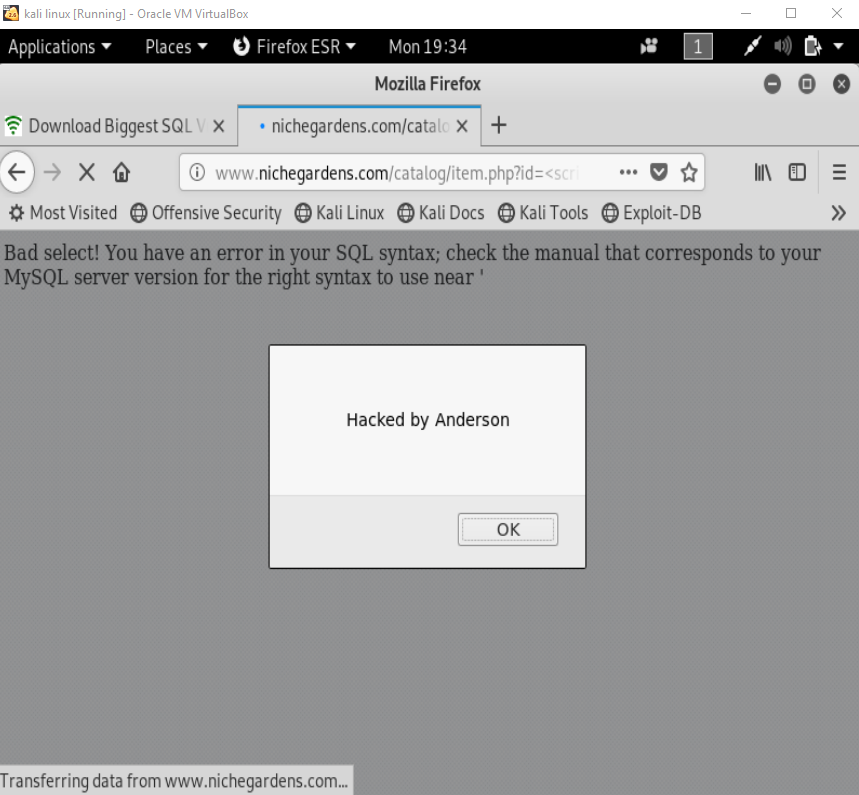 kali linux [Running] - Oracle VM VirtualBox
Applications Places Firefox ESR Mon 19:34 1
Mozilla Firefox
Download Biggest SQL nichegardens.com/catalo
www.nichegardens.com/catalog/item.php?id=<scri
Most Visited Offensive Security Kali Linux Kali Docs Kali Tools Exploit-DB
Bad select! You have an error in your SQL syntax; check the manual that corresponds to your
MySQL server version for the right syntax to use near '
Hacked by Anderson
OK
Transferring data from www.nichegardens.com...